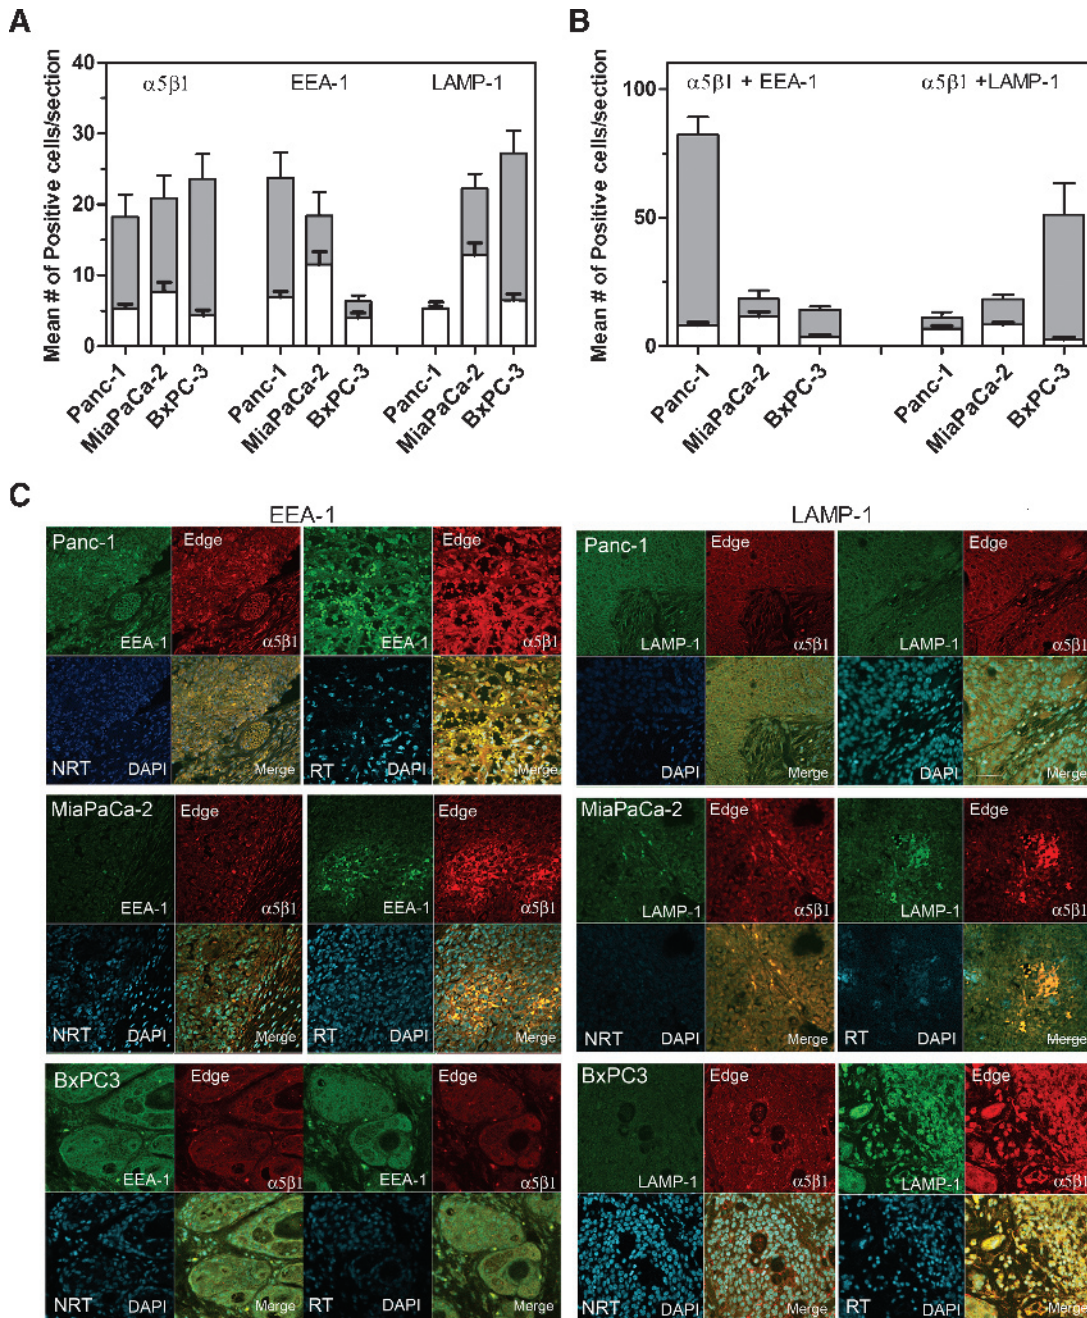 A
B
Mean # of Positive cells/section
40
30
20
10
0
α5β1
EEA-1
LAMP-1
Panc-1
MiaPaCa-2
BxPC-3
Panc-1
MiaPaCa-2
BxPC-3
Panc-1
MiaPaCa-2
BxPC-3
Mean # of Positive cells/section
100
50
0
α5β1 + EEA-1
α5β1 +LAMP-1
Panc-1
MiaPaCa-2
BxPC-3
Panc-1
MiaPaCa-2
BxPC-3
C
EEA-1
Panc-1
Edge
Edge
EEA-1
α5β1
EEA-1
α5β1
NRT
DAPI
Merge
RT
DAPI
Merge
MiaPaCa-2
Edge
Edge
EEA-1
α5β1
EEA-1
α5β1
NRT
DAPI
Merge
RT
DAPI
Merge
BxPC3
Edge
Edge
EEA-1
α5β1
EEA-1
α5β1
NRT
DAPI
Merge
RT
DAPI
Merge
LAMP-1
Panc-1
Edge
Edge
LAMP-1
α5β1
LAMP-1
α5β1
DAPI
Merge
DAPI
Merge
MiaPaCa-2
Edge
Edge
LAMP-1
α5β1
LAMP-1
α5β1
NRT
DAPI
Merge
RT
DAPI
Merge
BxPC3
Edge
Edge
LAMP-1
α5β1
LAMP-1
α5β1
NRT
DAPI
Merge
RT
DAPI
Merge